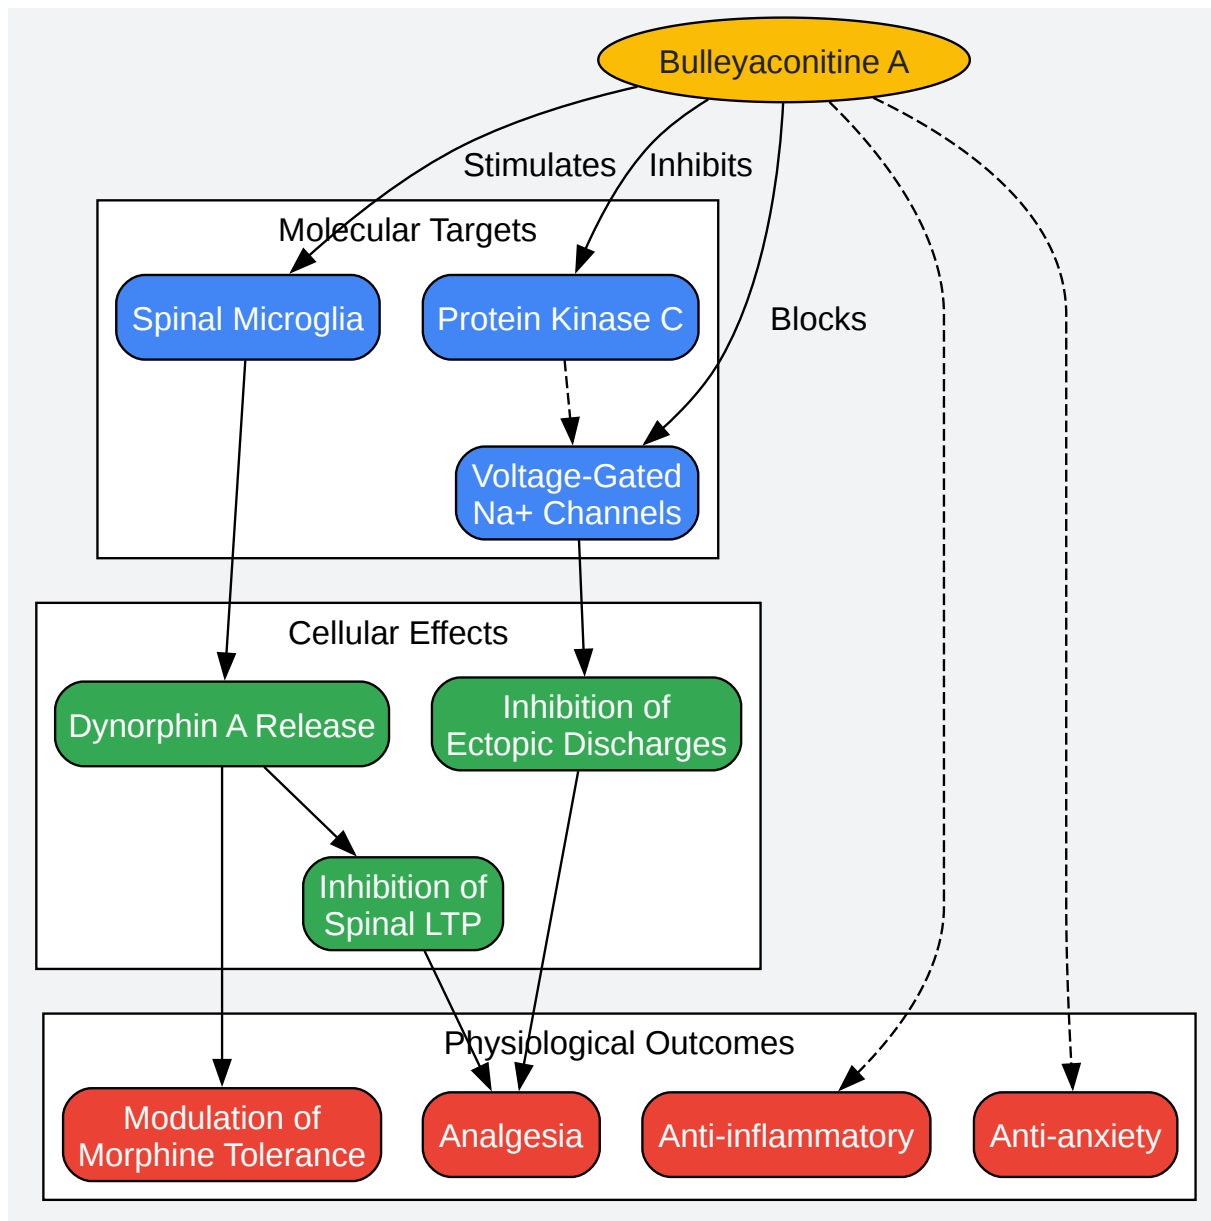 Bulleyaconitine A
Stimulates
Inhibits
Molecular Targets
Spinal Microglia
Protein Kinase C
Blocks
Voltage-Gated
Na+ Channels
Cellular Effects
Dynorphin A Release
Inhibition of
Ectopic Discharges
Inhibition of
Spinal LTP
Physiological Outcomes
Modulation of
Morphine Tolerance
Analgesia
Anti-inflammatory
Anti-anxiety